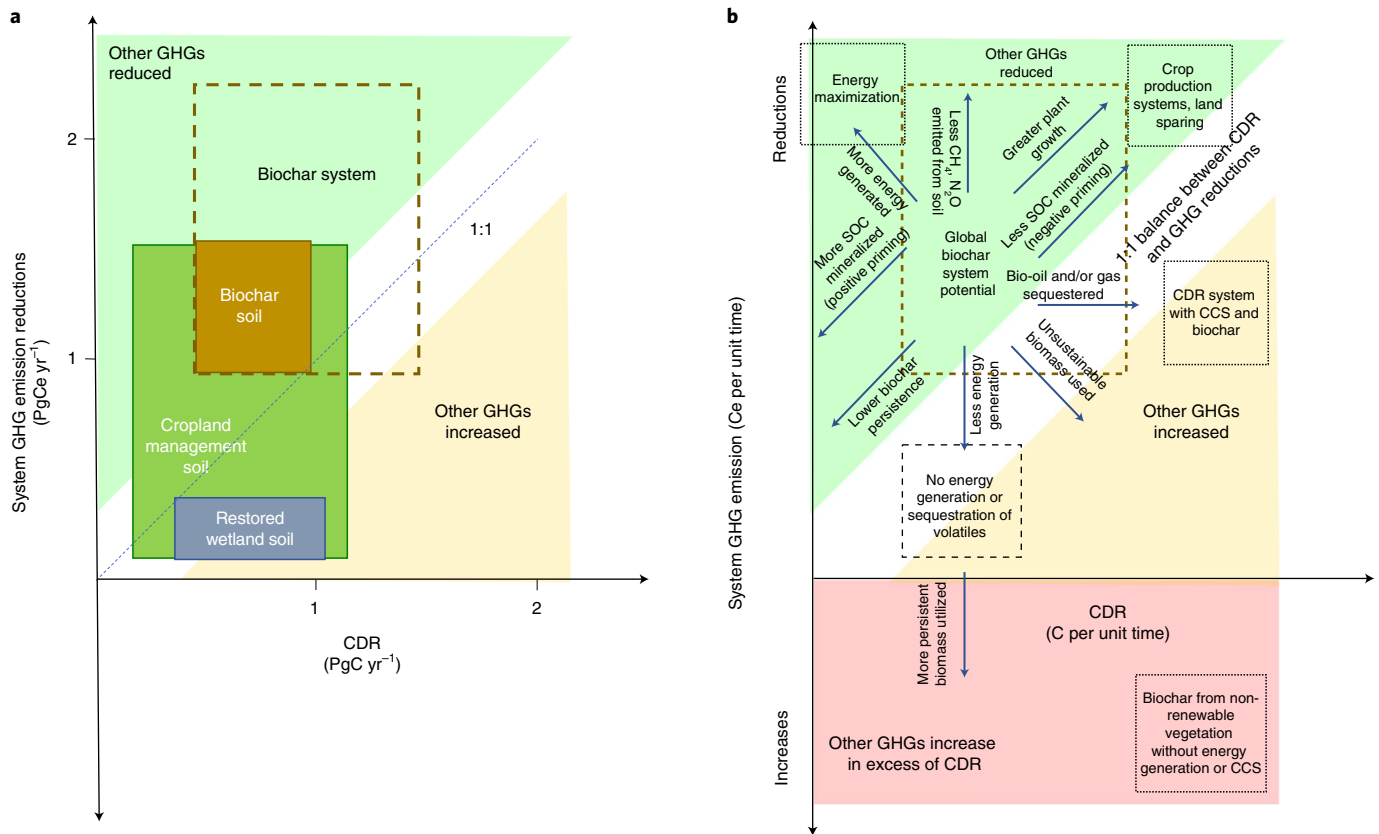 a
Other GHGs
reduced
2
Biochar system
1:1
Biochar
soil
1
Cropland
management
soil
Other GHGs
increased
Restored
wetland soil
System GHG emission reductions
(PgCe yr⁻¹)
1
2
CDR
(PgC yr⁻¹)
b
Reductions
System GHG emission (Ce per unit time)
Increases
Energy
maximization
Other GHGs
reduced
Crop
production
systems, land
sparing
More energy
generated
Less CH₄, N₂O
emitted from soil
Greater plant
growth
Less SOC mineralized
(negative priming)
1:1 balance between CDR
and GHG reductions
More SOC
mineralized
(positive priming)
Global
biochar
system
potential
Bio-oil and/or gas
sequestered
CDR system
with CCS and
biochar
Lower biochar
persistence
Less energy
generation
Unsustainable
biomass used
Other GHGs
increased
No energy
generation or
sequestration of
volatiles
More persistent
biomass utilized
CDR
(C per unit time)
Other GHGs increase
in excess of CDR
Biochar from non-
renewable
vegetation
without energy
generation or CCS